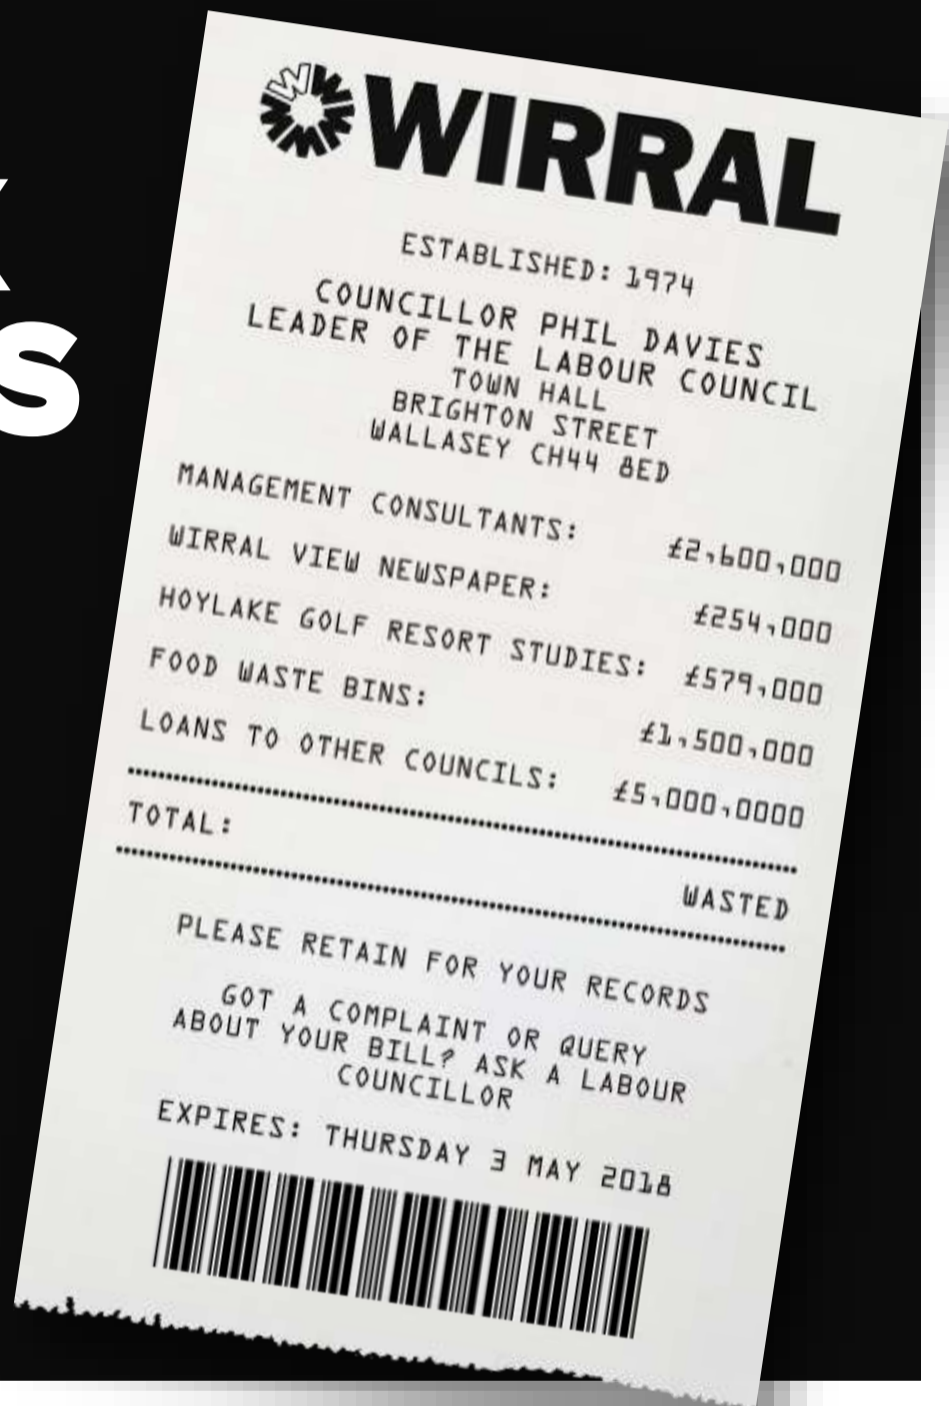 WIRRAL
ESTABLISHED: 1974
COUNCILLOR PHIL DAVIES
LEADER OF THE LABOUR COUNCIL
TOWN HALL
BRIGHTON STREET
WALLASEY CH44 8ED
MANAGEMENT CONSULTANTS: £2,600,000
WIRRAL VIEW NEWSPAPER: £254,000
HOYLAKE GOLF RESORT STUDIES: £579,000
FOOD WASTE BINS: £1,500,000
LOANS TO OTHER COUNCILS: £5,000,0000
TOTAL: WASTED
PLEASE RETAIN FOR YOUR RECORDS
GOT A COMPLAINT OR QUERY
ABOUT YOUR BILL? ASK A LABOUR
COUNCILLOR
EXPIRES: THURSDAY 3 MAY 2018